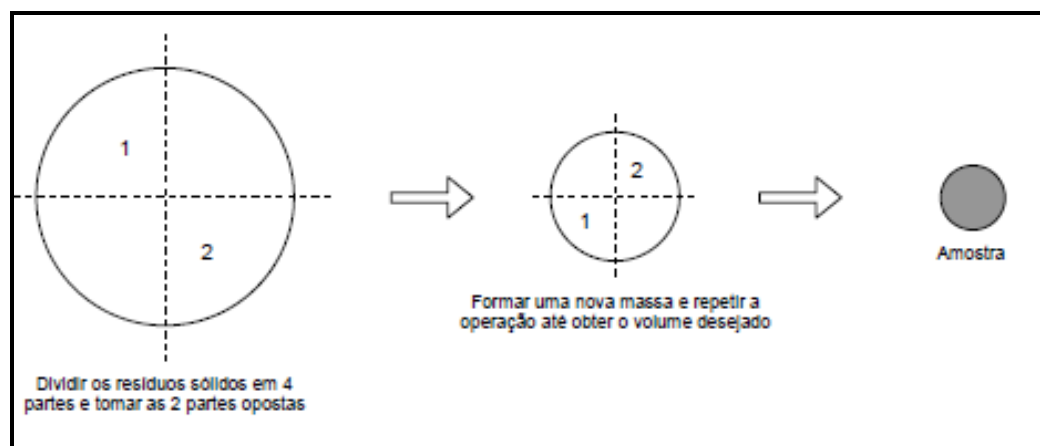 1
2
Dividir os resíduos sólidos em 4
partes e tomar as 2 partes opostas
2
1
Formar uma nova massa e repetir a
operação até obter o volume desejado
Amostra